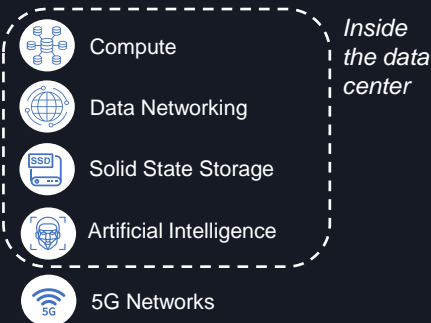 Compute
Inside
the data
center
Data Networking
SSD
Solid State Storage
Artificial Intelligence
5G
5G Networks